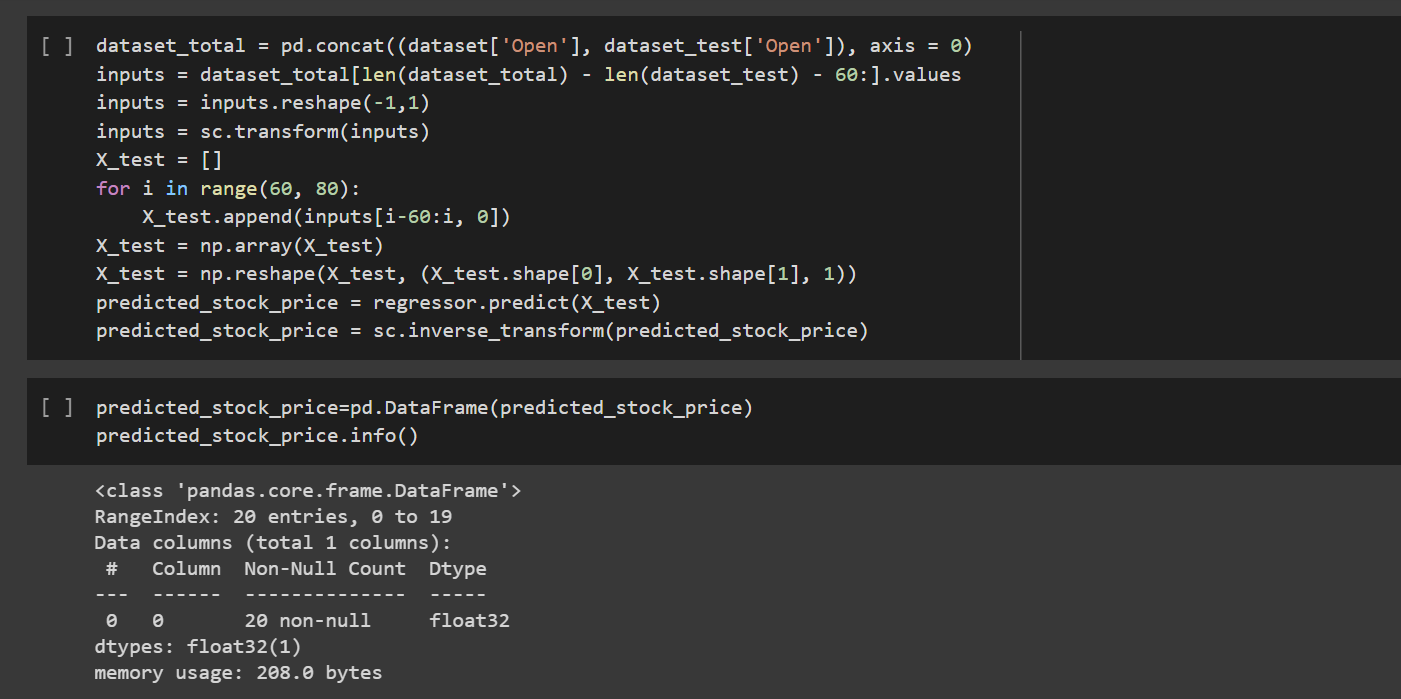 [ ] dataset_total = pd.concat((dataset['Open'], dataset_test['Open']), axis = 0)
inputs = dataset_total[len(dataset_total) - len(dataset_test) - 60:].values
inputs = inputs.reshape(-1,1)
inputs = sc.transform(inputs)
X_test = []
for i in range(60, 80):
    X_test.append(inputs[i-60:i, 0])
X_test = np.array(X_test)
X_test = np.reshape(X_test, (X_test.shape[0], X_test.shape[1], 1))
predicted_stock_price = regressor.predict(X_test)
predicted_stock_price = sc.inverse_transform(predicted_stock_price)
[ ] predicted_stock_price=pd.DataFrame(predicted_stock_price)
predicted_stock_price.info()
<class 'pandas.core.frame.DataFrame'>
RangeIndex: 20 entries, 0 to 19
Data columns (total 1 columns):
 #   Column  Non-Null Count  Dtype
---  ------  --------------  -----
 0   0       20 non-null     float32
dtypes: float32(1)
memory usage: 208.0 bytes